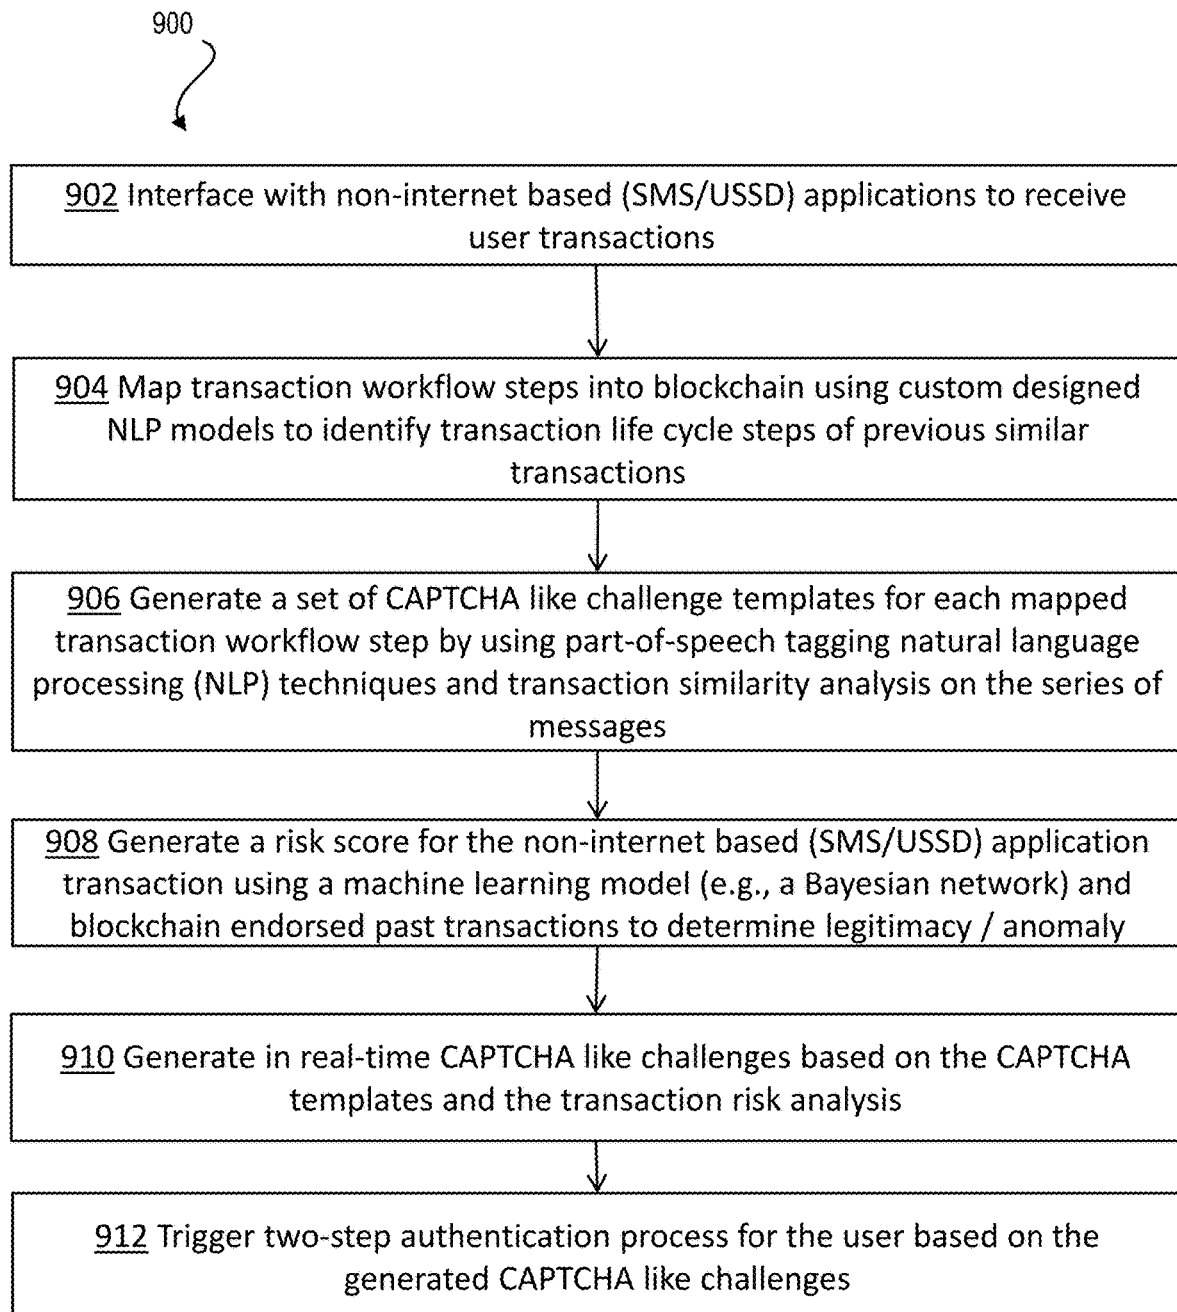 900
902 Interface with non-internet based (SMS/USSD) applications to receive
user transactions
904 Map transaction workflow steps into blockchain using custom designed
NLP models to identify transaction life cycle steps of previous similar
transactions
906 Generate a set of CAPTCHA like challenge templates for each mapped
transaction workflow step by using part-of-speech tagging natural language
processing (NLP) techniques and transaction similarity analysis on the series of
messages
908 Generate a risk score for the non-internet based (SMS/USSD) application
transaction using a machine learning model (e.g., a Bayesian network) and
blockchain endorsed past transactions to determine legitimacy / anomaly
910 Generate in real-time CAPTCHA like challenges based on the CAPTCHA
templates and the transaction risk analysis
912 Trigger two-step authentication process for the user based on the
generated CAPTCHA like challenges